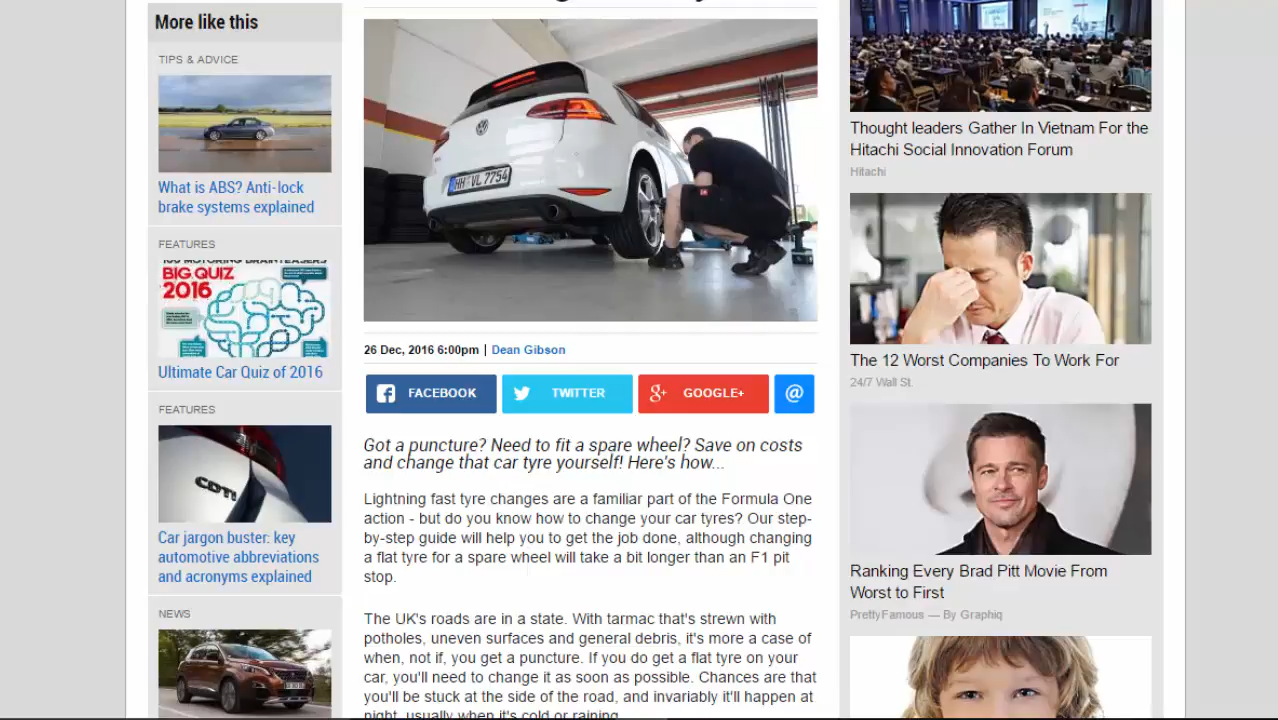 More like this
TIPS & ADVICE
What is ABS? Anti-lock
brake systems explained
FEATURES
BIG QUIZ
2016
Ultimate Car Quiz of 2016
FEATURES
CDTI
Car jargon buster: key
automotive abbreviations
and acronyms explained
NEWS
HH VL 7754
26 Dec, 2016 6:00pm | Dean Gibson
FACEBOOK
TWITTER
GOOGLE+
@
Got a puncture? Need to fit a spare wheel? Save on costs
and change that car tyre yourself! Here's how...
Lightning fast tyre changes are a familiar part of the Formula One
action - but do you know how to change your car tyres? Our step-
by-step guide will help you to get the job done, although changing
a flat tyre for a spare wheel will take a bit longer than an F1 pit
stop.
The UK's roads are in a state. With tarmac that's strewn with
potholes, uneven surfaces and general debris, it's more a case of
when, not if, you get a puncture. If you do get a flat tyre on your
car, you'll need to change it as soon as possible. Chances are that
you'll be stuck at the side of the road, and invariably it'll happen at
night, usually when it's cold or raining.
Thought leaders Gather In Vietnam For the
Hitachi Social Innovation Forum
Hitachi
The 12 Worst Companies To Work For
24/7 Wall St.
Ranking Every Brad Pitt Movie From
Worst to First
PrettyFamous — By Graphiq